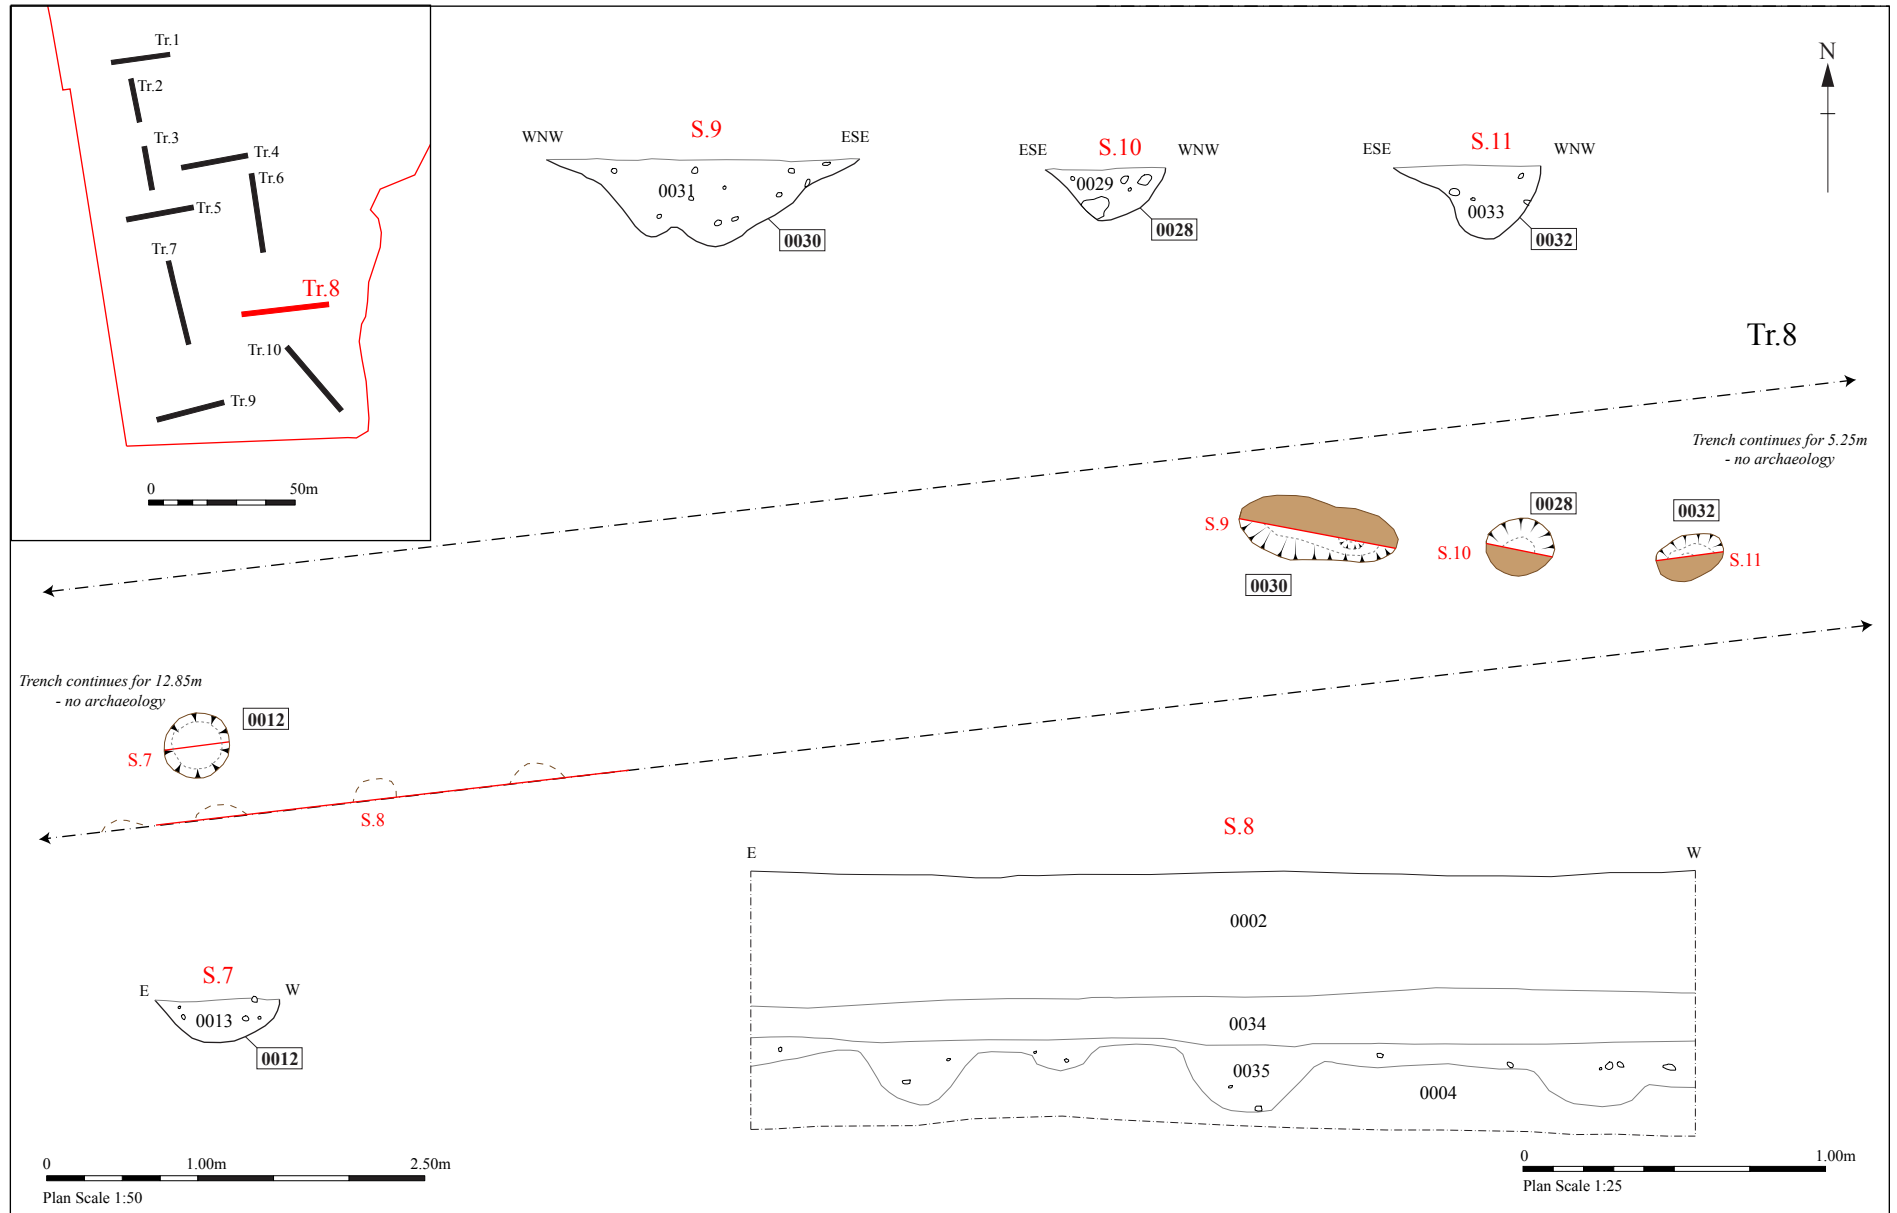 Tr.1
Tr.2
Tr.3
Tr.4
Tr.6
Tr.5
Tr.7
Tr.8
Tr.10
Tr.9
0 50m
WNW S.9 ESE
0031
0030
ESE S.10 WNW
0029
0028
ESE S.11 WNW
0033
0032
N
Tr.8
Trench continues for 5.25m
- no archaeology
S.9
0030
0028
S.10
0032
S.11
Trench continues for 12.85m
- no archaeology
0012
S.7
S.8
S.8
E W
0002
0034
0035
0004
S.7
E W
0013
0012
0 1.00m 2.50m
Plan Scale 1:50
0 1.00m
Plan Scale 1:25